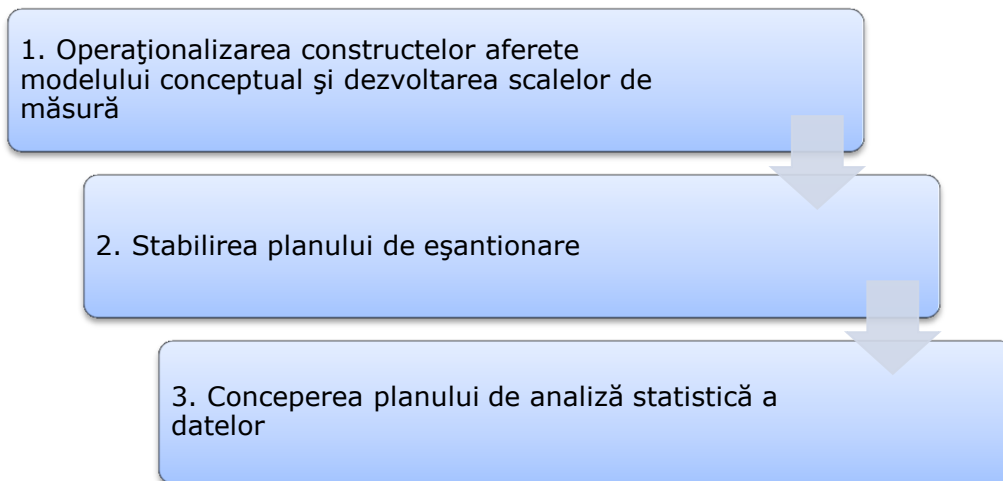 1. Operaţionalizarea constructelor aferete
modelului conceptual şi dezvoltarea scalelor de
măsură
2. Stabilirea planului de eşantionare
3. Conceperea planului de analiză statistică a
datelor